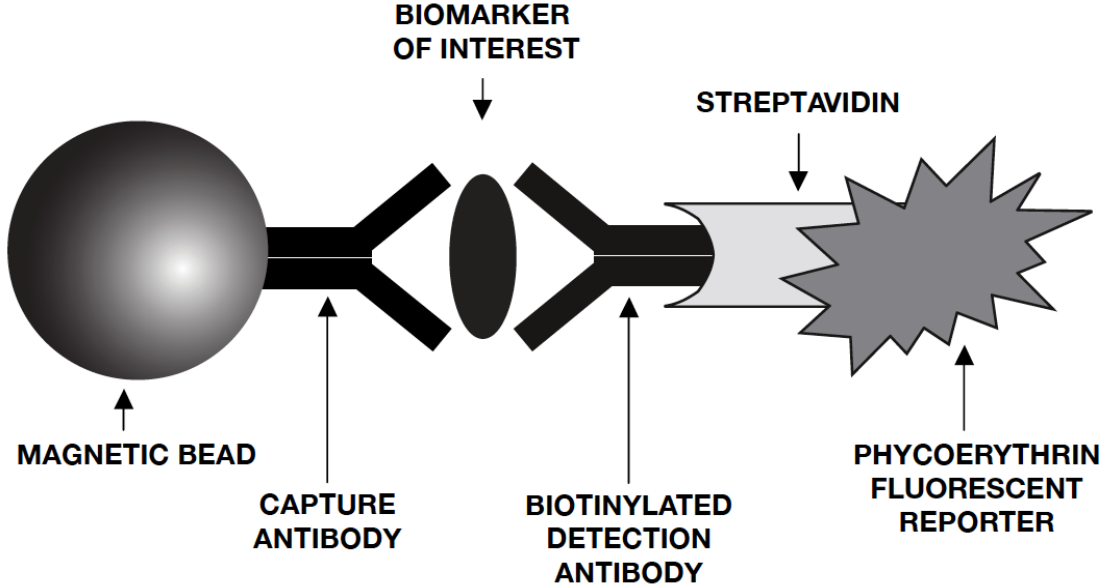 BIOMARKER
OF INTEREST
STREPTAVIDIN
MAGNETIC BEAD
CAPTURE
ANTIBODY
BIOTINYLATED
DETECTION
ANTIBODY
PHYCOERYTHRIN
FLUORESCENT
REPORTER